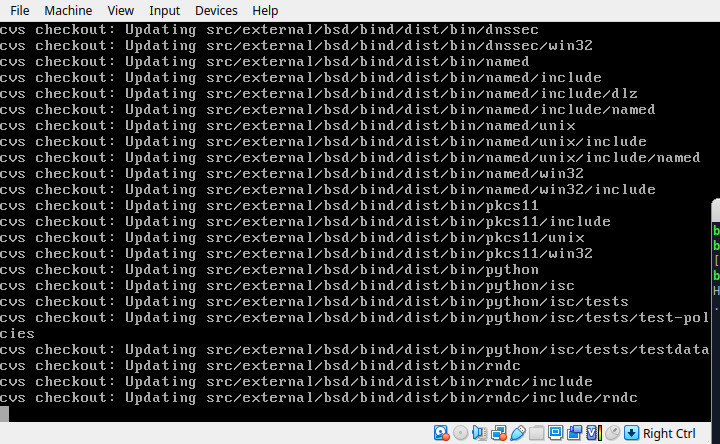 File Machine View Input Devices Help
cvs checkout: Updating src/external/bsd/bind/dist/bin/dnssec
cvs checkout: Updating src/external/bsd/bind/dist/bin/dnssec/win32
cvs checkout: Updating src/external/bsd/bind/dist/bin/named
cvs checkout: Updating src/external/bsd/bind/dist/bin/named/include
cvs checkout: Updating src/external/bsd/bind/dist/bin/named/include/dlz
cvs checkout: Updating src/external/bsd/bind/dist/bin/named/include/named
cvs checkout: Updating src/external/bsd/bind/dist/bin/named/unix
cvs checkout: Updating src/external/bsd/bind/dist/bin/named/unix/include
cvs checkout: Updating src/external/bsd/bind/dist/bin/named/unix/include/named
cvs checkout: Updating src/external/bsd/bind/dist/bin/named/win32
cvs checkout: Updating src/external/bsd/bind/dist/bin/named/win32/include
cvs checkout: Updating src/external/bsd/bind/dist/bin/pkcs11
cvs checkout: Updating src/external/bsd/bind/dist/bin/pkcs11/include
cvs checkout: Updating src/external/bsd/bind/dist/bin/pkcs11/unix
cvs checkout: Updating src/external/bsd/bind/dist/bin/pkcs11/win32
cvs checkout: Updating src/external/bsd/bind/dist/bin/python
cvs checkout: Updating src/external/bsd/bind/dist/bin/python/isc
cvs checkout: Updating src/external/bsd/bind/dist/bin/python/isc/tests
cvs checkout: Updating src/external/bsd/bind/dist/bin/python/isc/tests/test-pol
cies
cvs checkout: Updating src/external/bsd/bind/dist/bin/python/isc/tests/testdata
cvs checkout: Updating src/external/bsd/bind/dist/bin/rndc
cvs checkout: Updating src/external/bsd/bind/dist/bin/rndc/include
cvs checkout: Updating src/external/bsd/bind/dist/bin/rndc/include/rndc
b
b
[
b
H
.
Right Ctrl